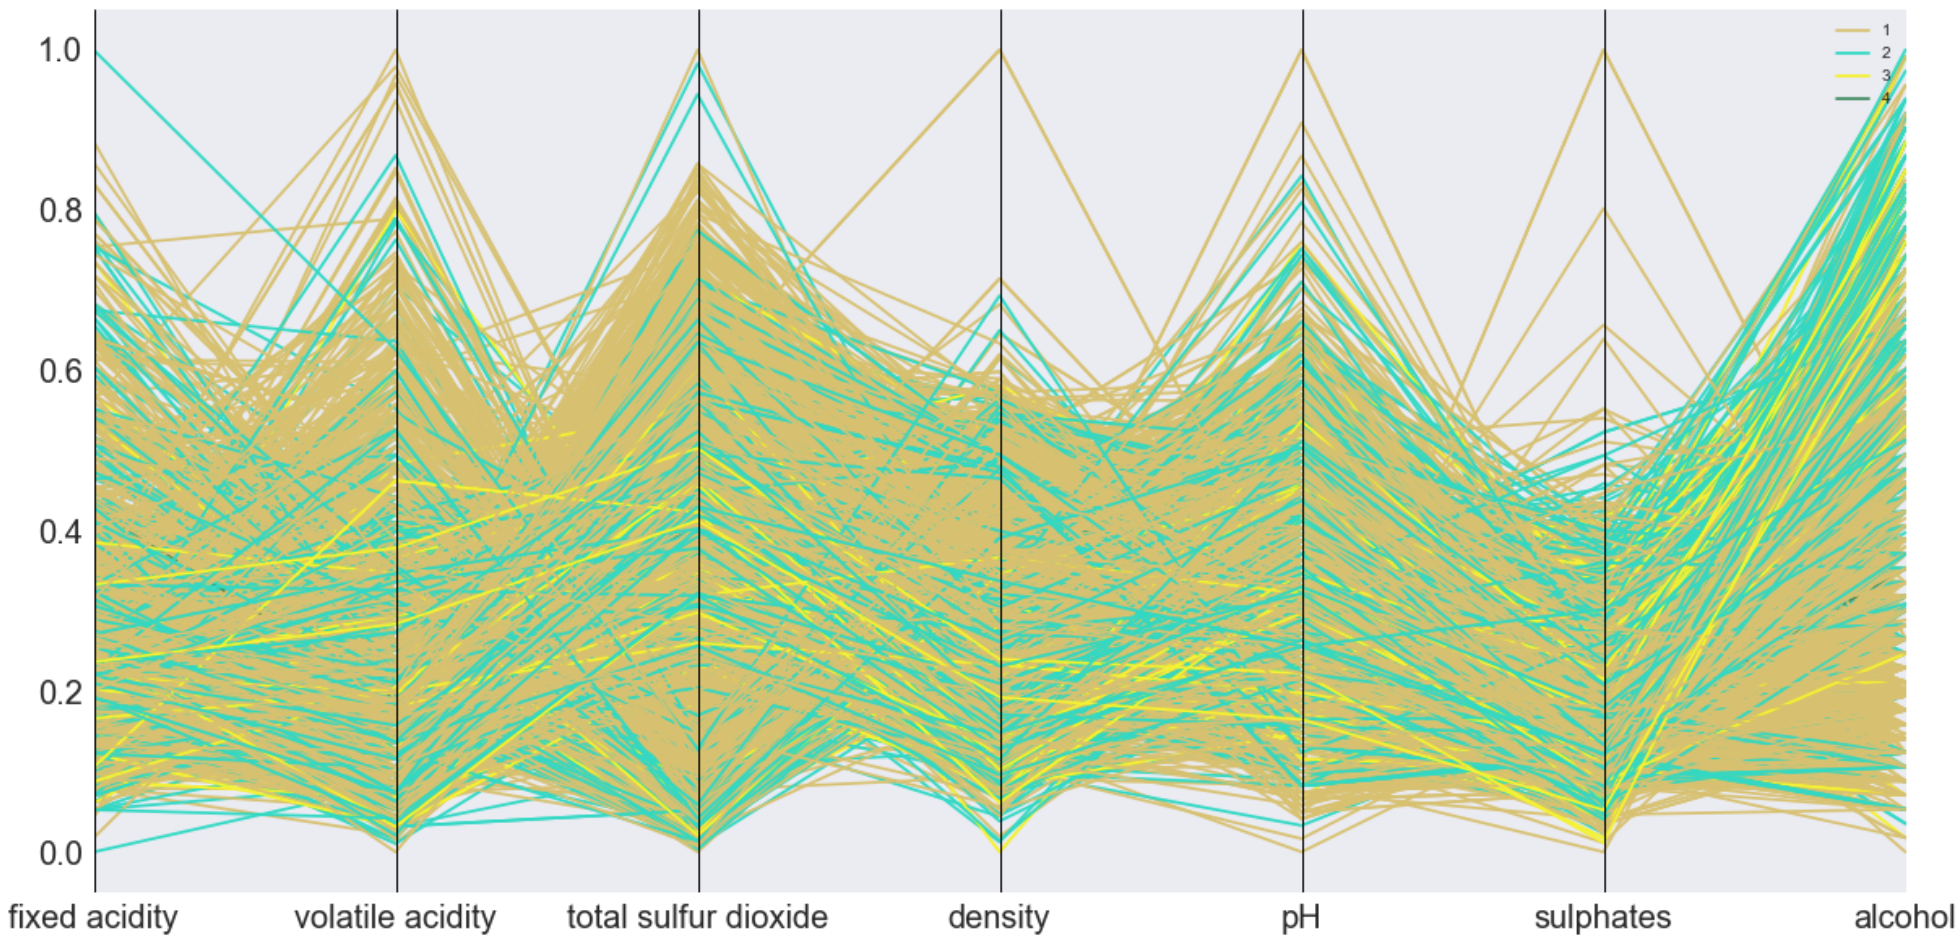 1.0
0.8
0.6
0.4
0.2
0.0
1
2
3
4
fixed acidity
volatile acidity
total sulfur dioxide
density
pH
sulphates
alcohol